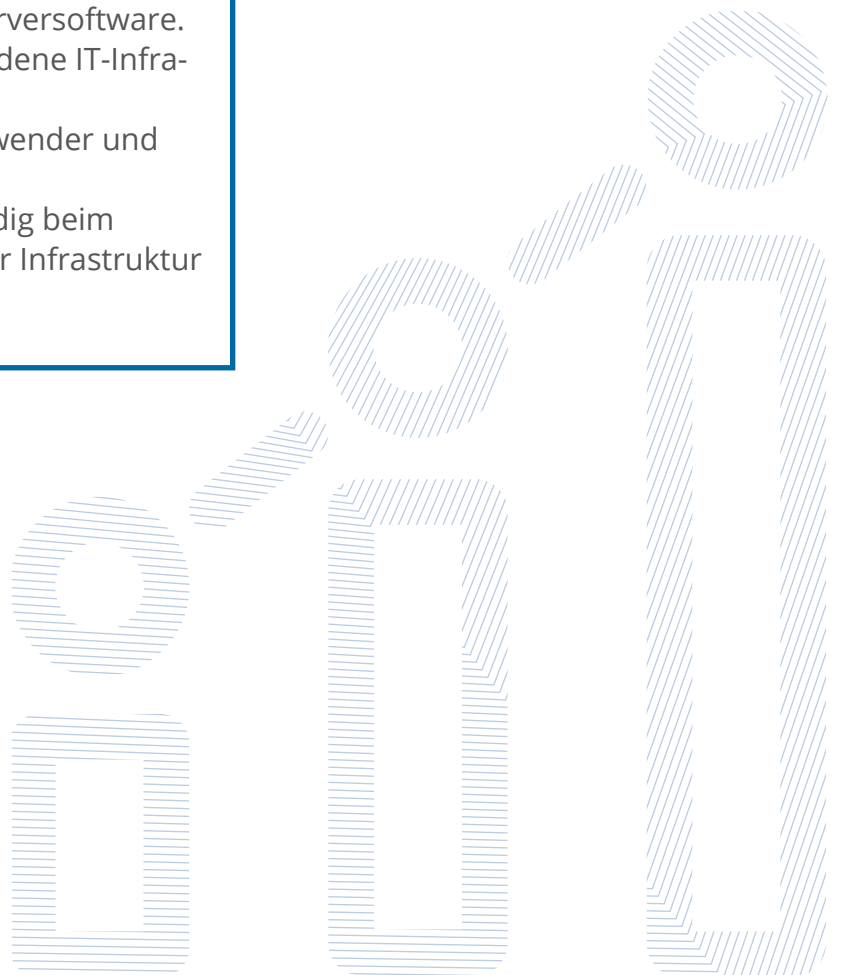 rversoftware.
dene IT-Infra-
wender und
dig beim
r Infrastruktur